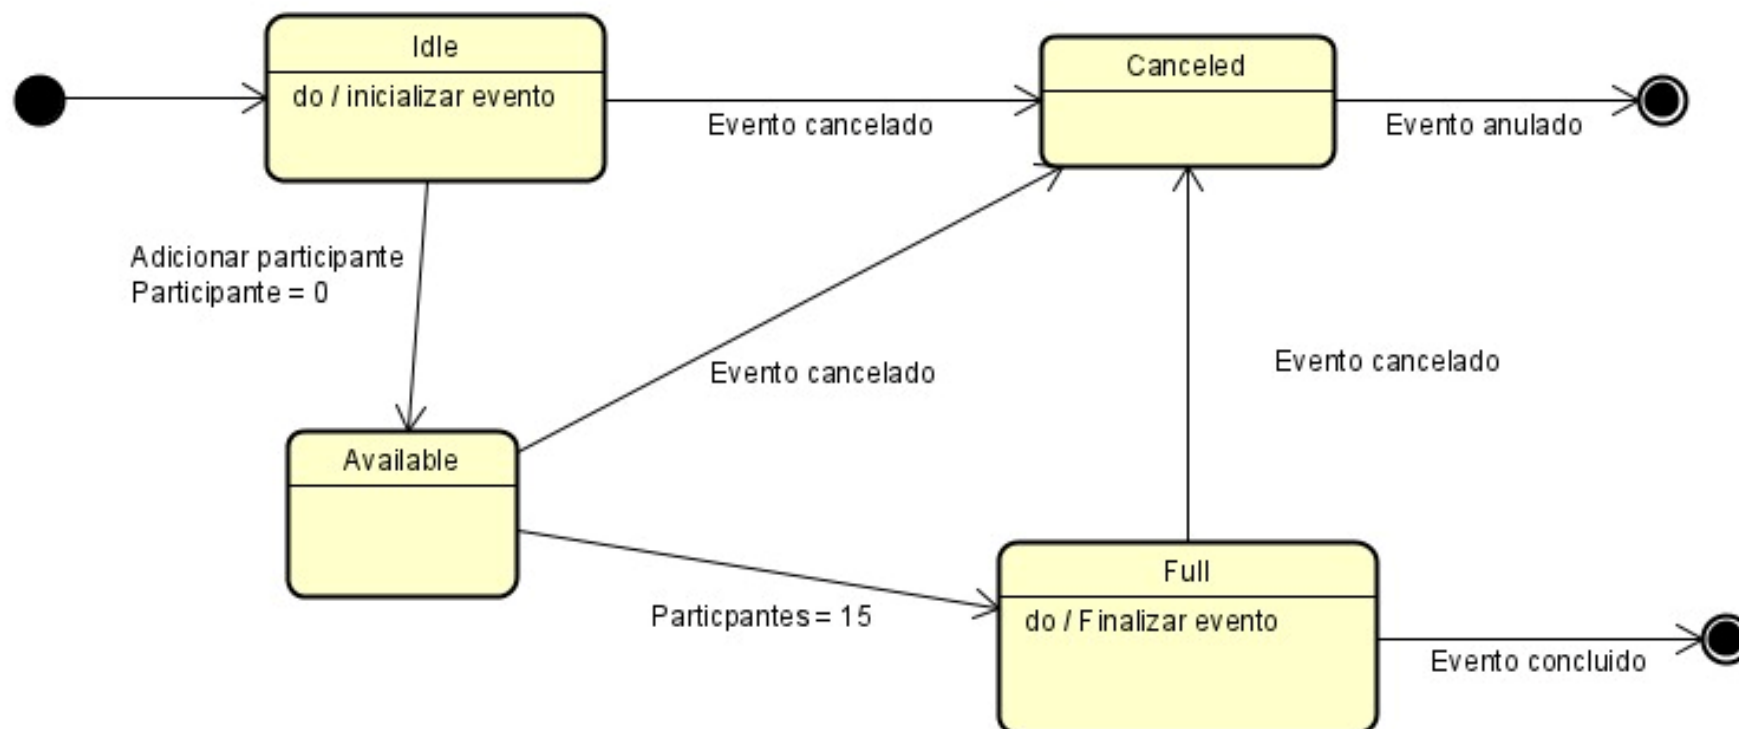 Idle
do / inicializar evento
Canceled
Evento cancelado
Evento anulado
Adicionar participante
Participante = 0
Evento cancelado
Evento cancelado
Available
Particpantes = 15
Full
do / Finalizar evento
Evento concluido